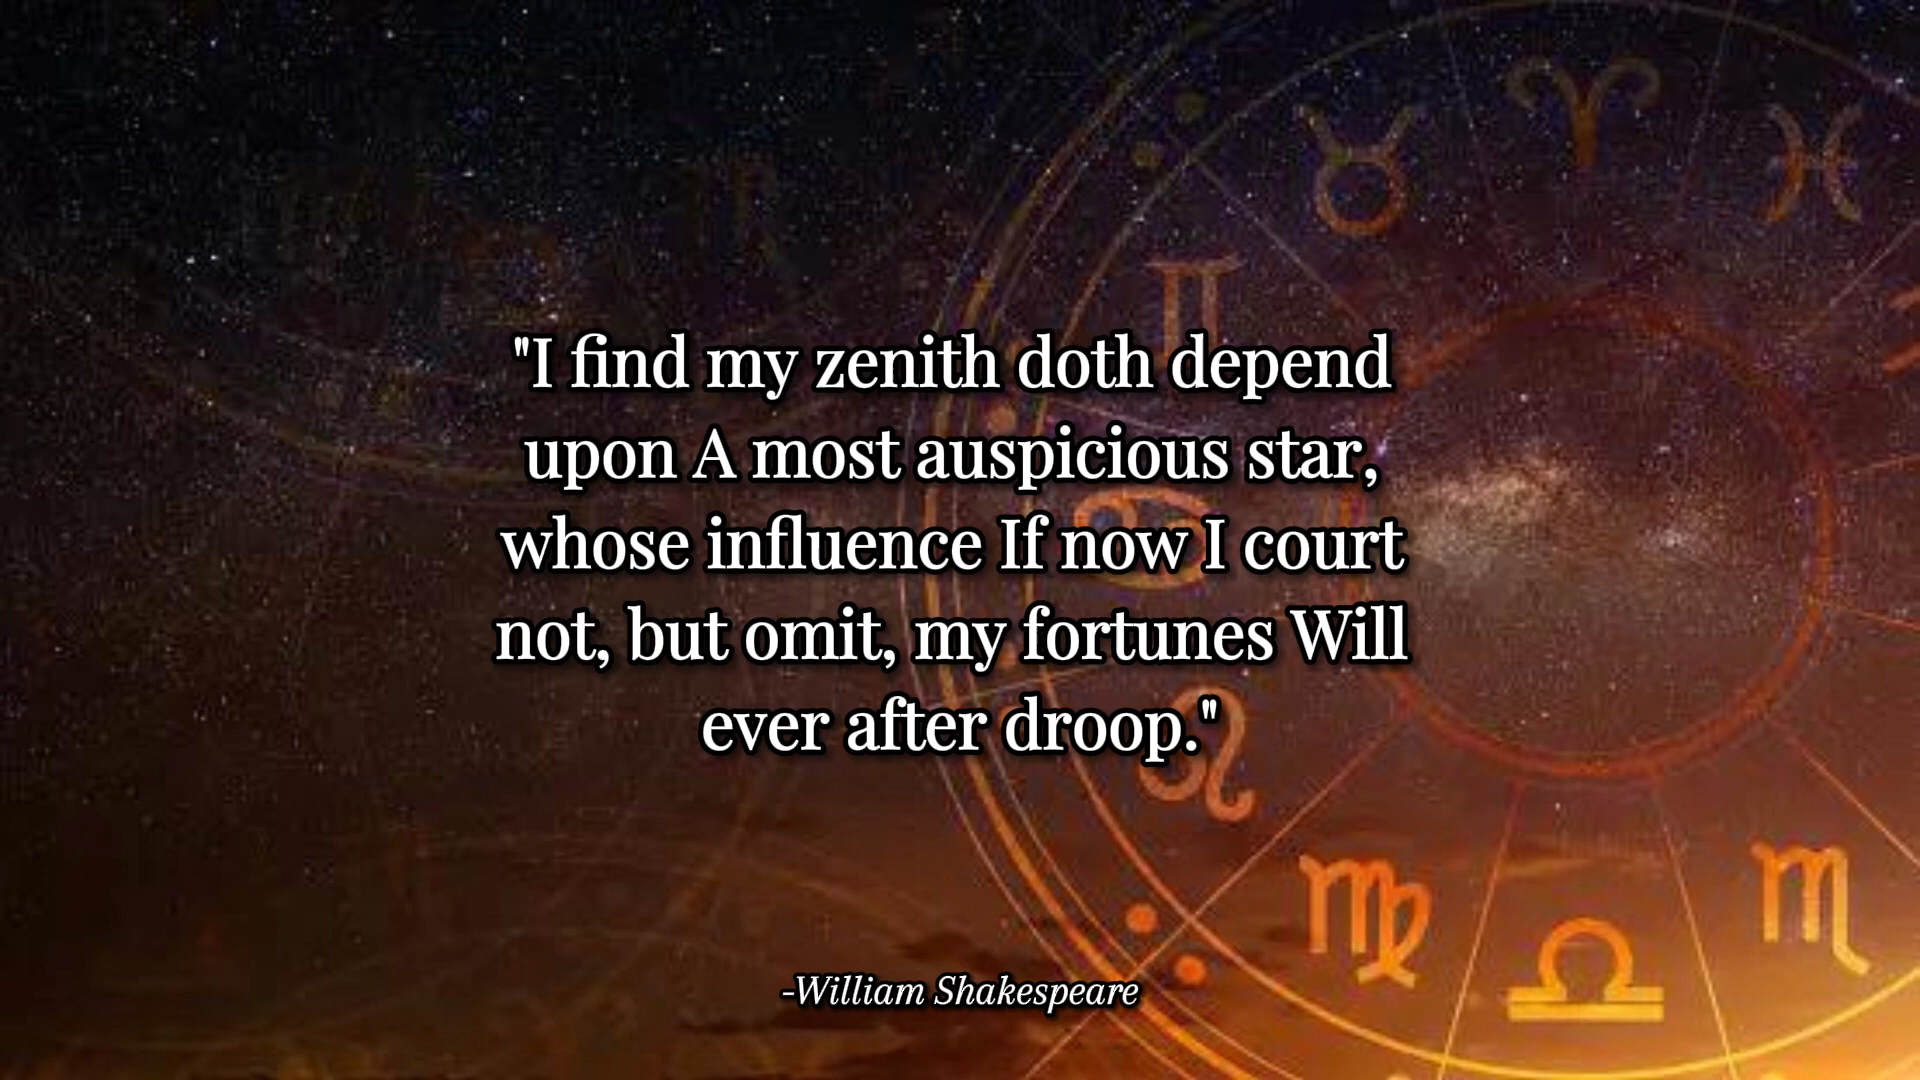 "I find my zenith doth depend
upon A most auspicious star,
whose influence If now I court
not, but omit, my fortunes Will
ever after droop."
-William Shakespeare